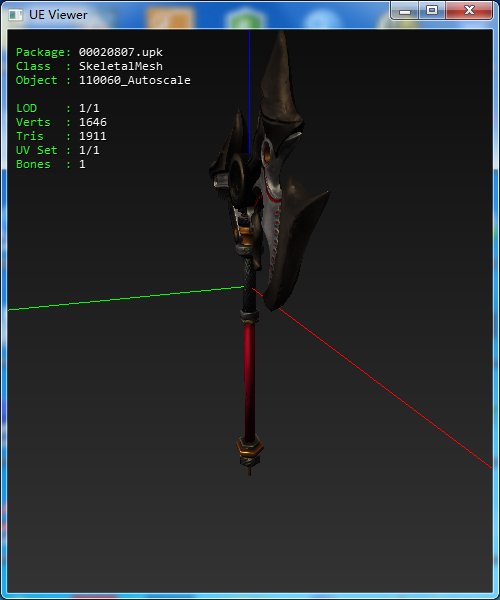 UE Viewer
Package: 00020807.upk
Class : SkeletalMesh
Object : 110060_Autoscale
LOD : 1/1
Verts : 1646
Tris : 1911
UV Set : 1/1
Bones : 1